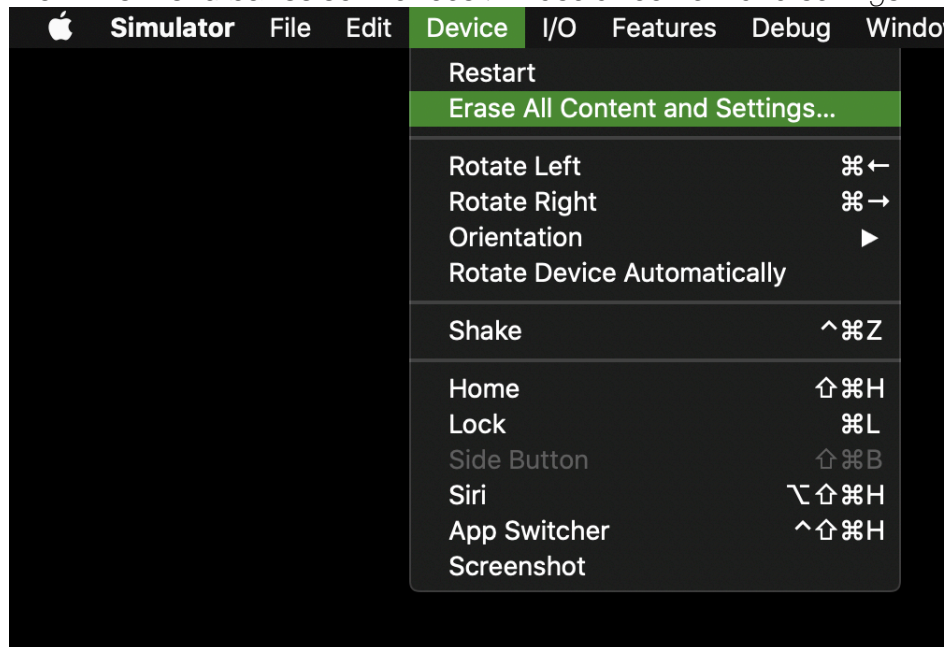 Simulator File Edit Device I/O Features Debug Windo
Restart
Erase All Content and Settings...
Rotate Left ⌘←
Rotate Right ⌘→
Orientation ▶
Rotate Device Automatically
Shake ^⌘Z
Home ⇧⌘H
Lock ⌘L
Side Button ⇧⌘B
Siri ⌥⇧⌘H
App Switcher ^⇧⌘H
Screenshot